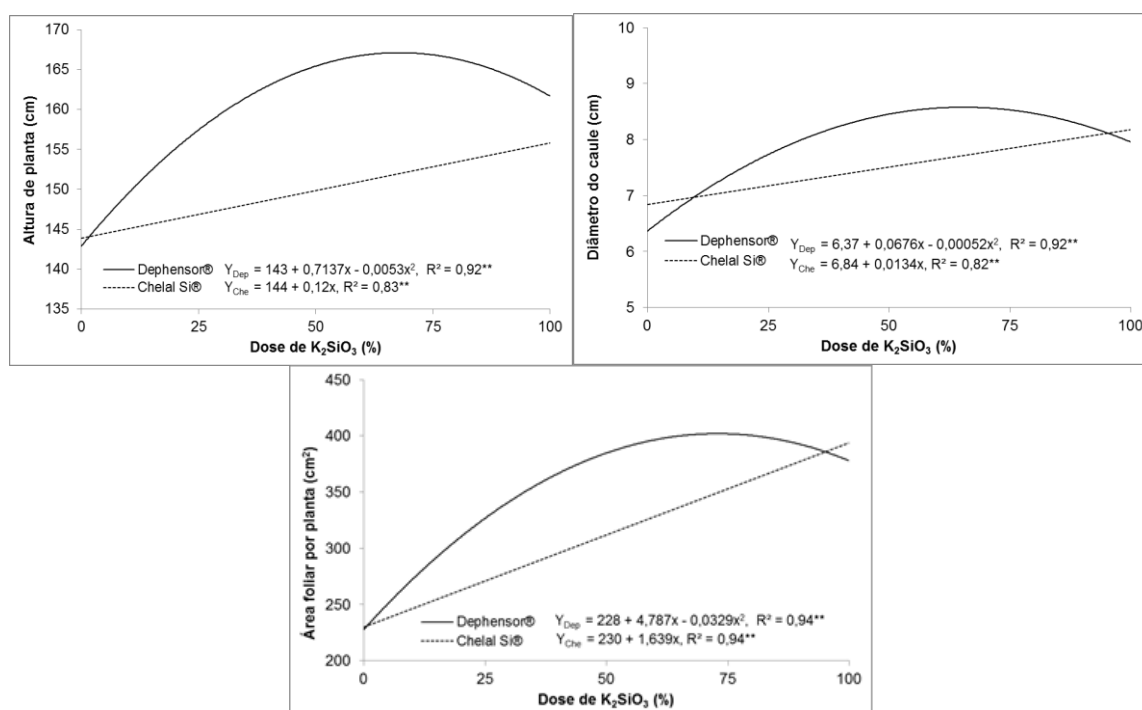 Altura de planta (cm)
170
165
160
155
150
145
140
135
Dephensor® Y_Dep = 143 + 0,7137x - 0,0053x², R² = 0,92**
Chelal Si® Y_Che = 144 + 0,12x, R² = 0,83**
0 25 50 75 100
Dose de K₂SiO₃ (%)
Diâmetro do caule (cm)
10
9
8
7
6
5
Dephensor® Y_Dep = 6,37 + 0,0676x - 0,00052x², R² = 0,92**
Chelal Si® Y_Che = 6,84 + 0,0134x, R² = 0,82**
0 25 50 75 100
Dose de K₂SiO₃ (%)
Área foliar por planta (cm²)
450
400
350
300
250
200
Dephensor® Y_Dep = 228 + 4,787x - 0,0329x², R² = 0,94**
Chelal Si® Y_Che = 230 + 1,639x, R² = 0,94**
0 25 50 75 100
Dose de K₂SiO₃ (%)